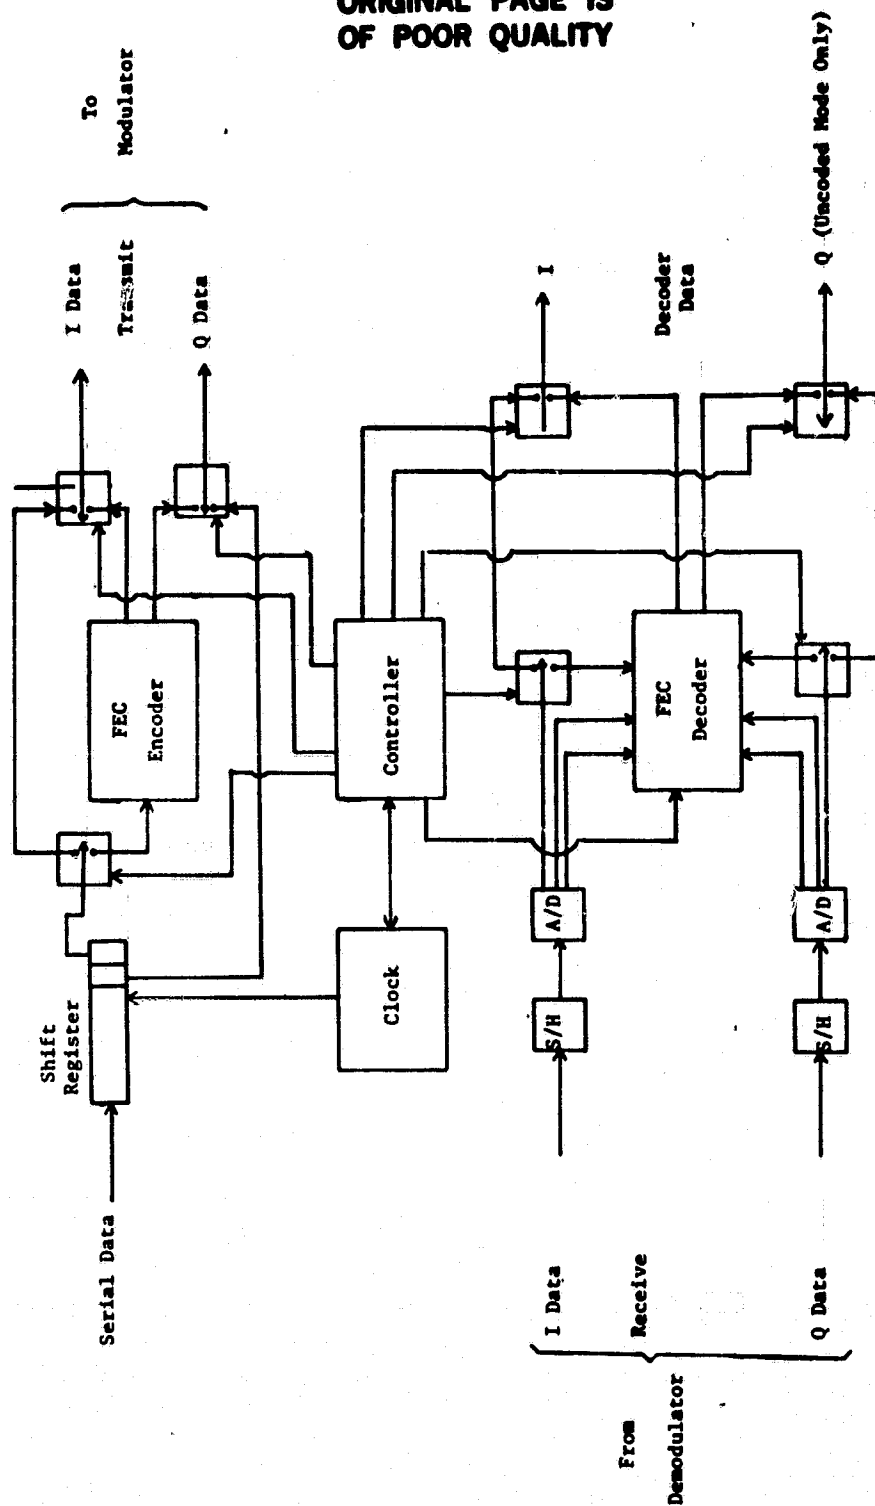 ORIGINAL PAGE IS
OF POOR QUALITY
To
Modulator
I Data
Transmit
Q Data
I
Decoder
Data
Q (Uncoded Mode Only)
FEC
Encoder
Controller
FEC
Decoder
Shift
Register
Clock
A/D
A/D
S/H
S/H
Serial Data
I Data
Receive
Q Data
From
Demodulator